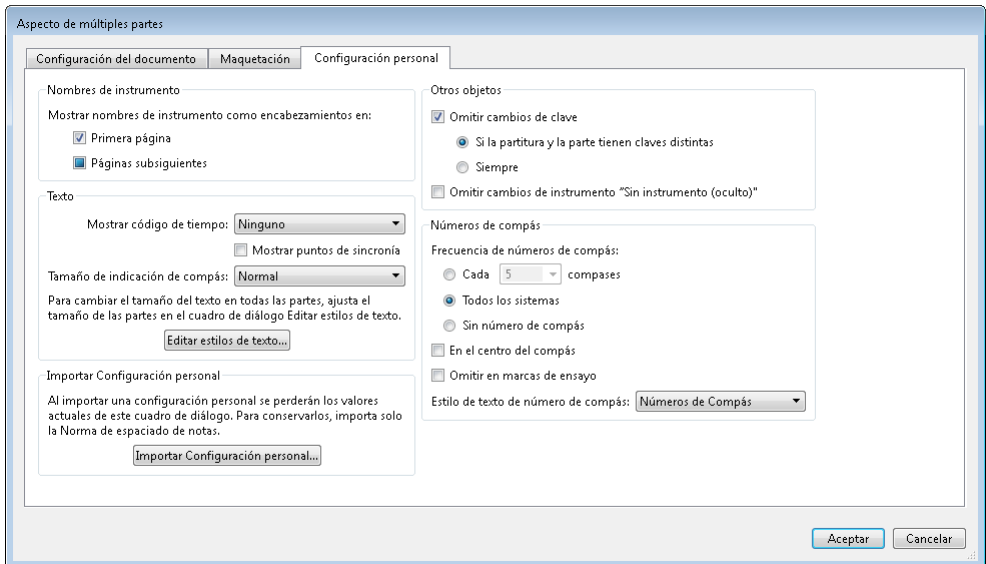 Aspecto de múltiples partes
Configuración del documento
Maquetación
Configuración personal
Nombres de instrumento
Mostrar nombres de instrumento como encabezamientos en:
Primera página
Páginas subsiguientes
Texto
Mostrar código de tiempo: Ninguno
Mostrar puntos de sincronía
Tamaño de indicación de compás: Normal
Para cambiar el tamaño del texto en todas las partes, ajusta el
tamaño de las partes en el cuadro de diálogo Editar estilos de texto.
Editar estilos de texto...
Importar Configuración personal
Al importar una configuración personal se perderán los valores
actuales de este cuadro de diálogo. Para conservarlos, importa solo
la Norma de espaciado de notas.
Importar Configuración personal...
Otros objetos
Omitir cambios de clave
Si la partitura y la parte tienen claves distintas
Siempre
Omitir cambios de instrumento "Sin instrumento (oculto)"
Números de compás
Frecuencia de números de compás:
Cada 5 compases
Todos los sistemas
Sin número de compás
En el centro del compás
Omitir en marcas de ensayo
Estilo de texto de número de compás: Números de Compás
Aceptar
Cancelar